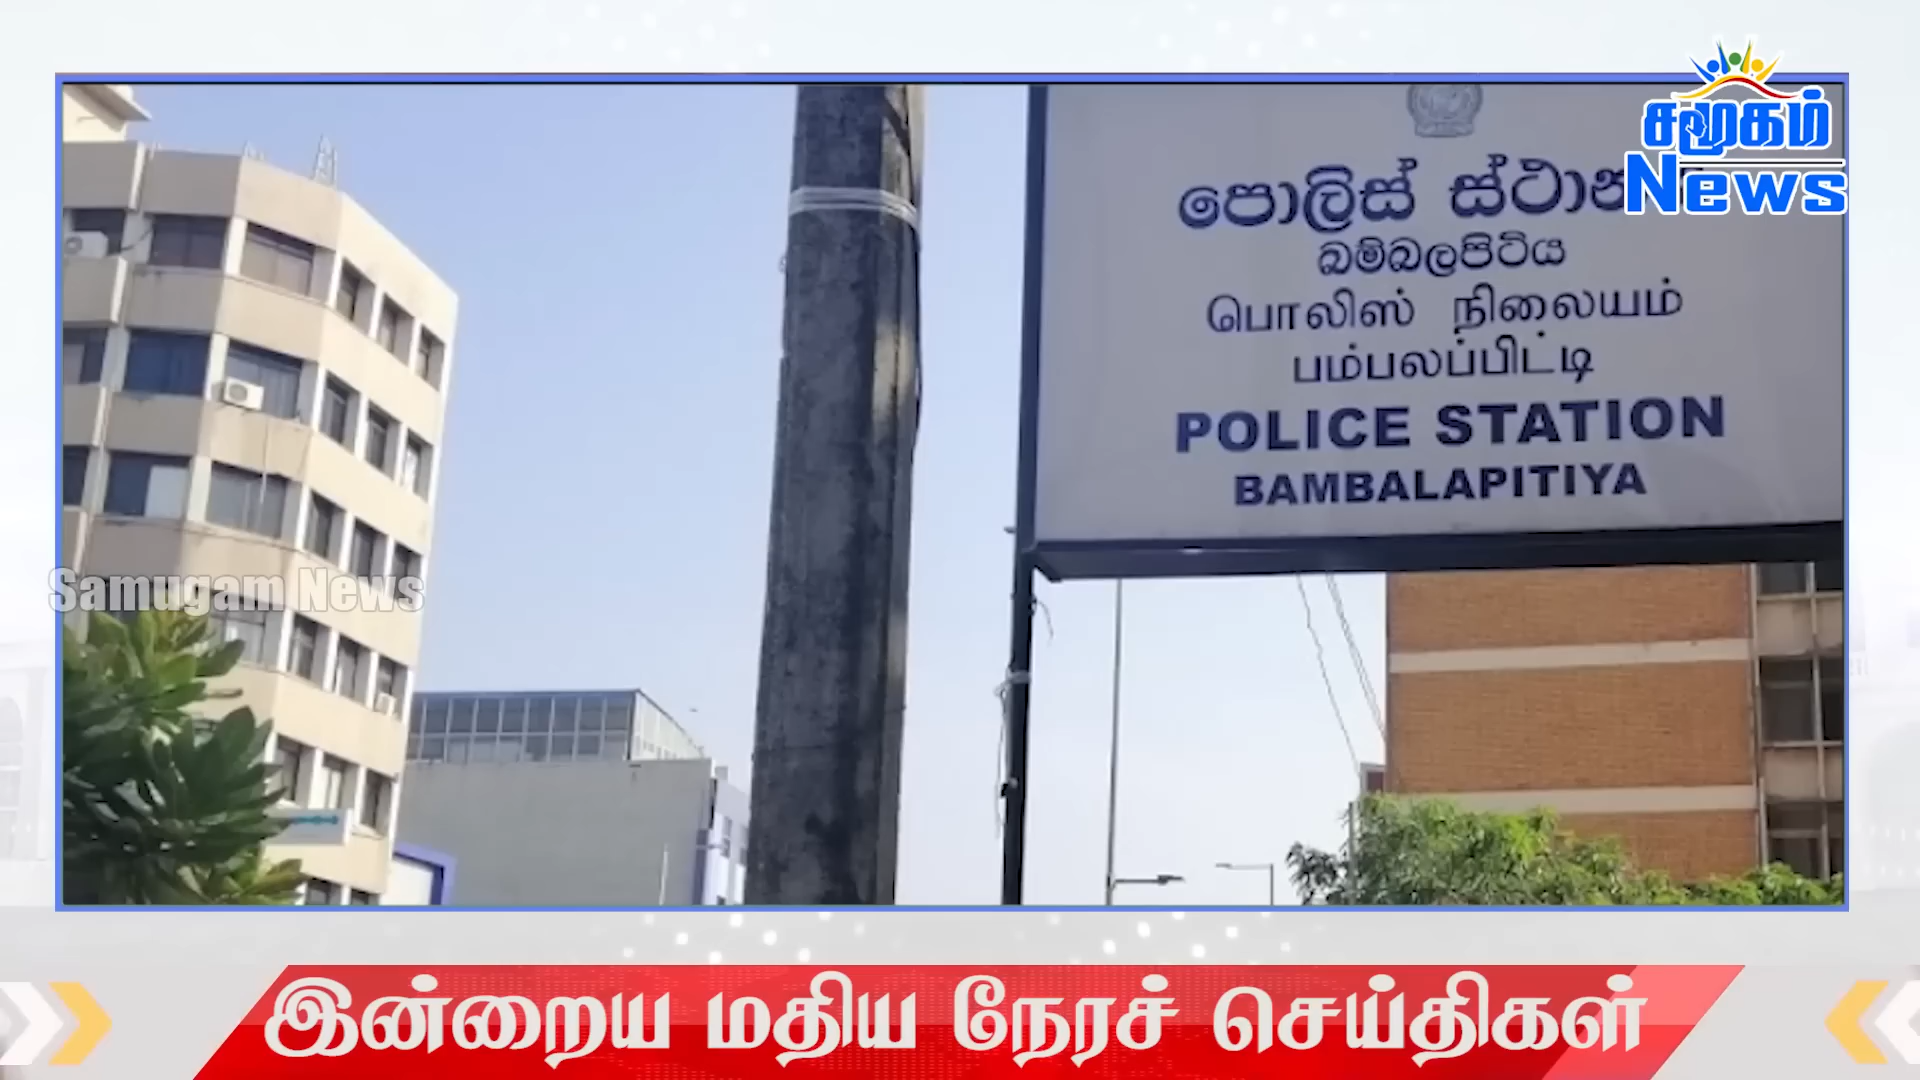 சமூகம்
News
පොලිස්
බම්බලපිටිය
பொலிஸ் நிலையம்
பம்பலப்பிட்டி
POLICE STATION
BAMBALAPITIYA
Samugam News
இன்றைய மதிய நேரச் செய்திகள்